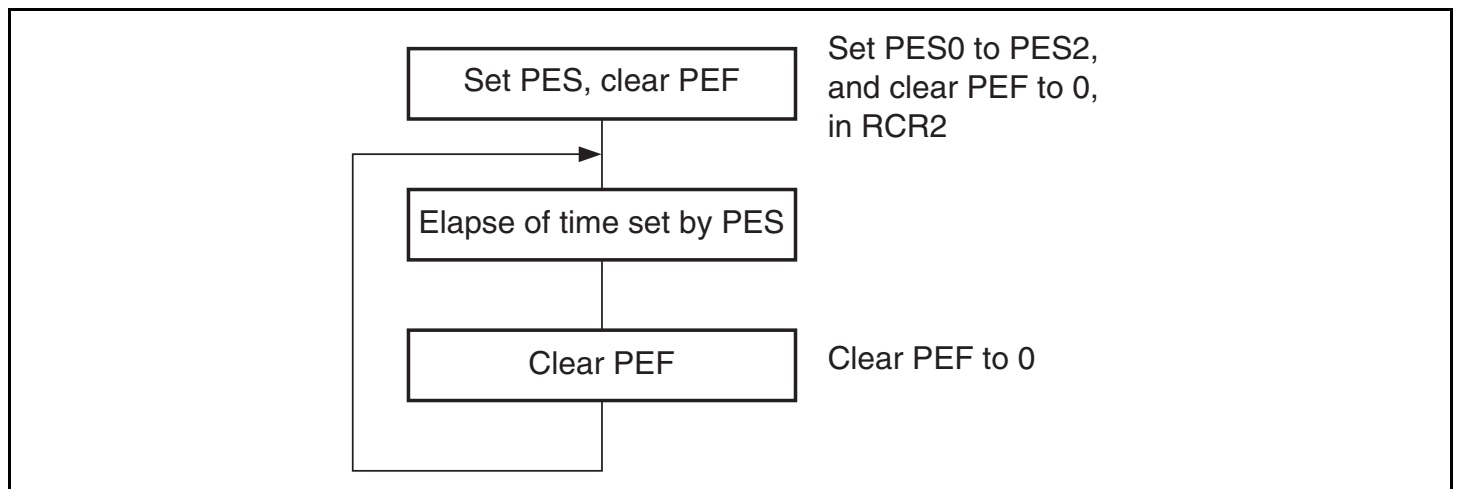 Set PES, clear PEF
Set PES0 to PES2,
and clear PEF to 0,
in RCR2
Elapse of time set by PES
Clear PEF
Clear PEF to 0